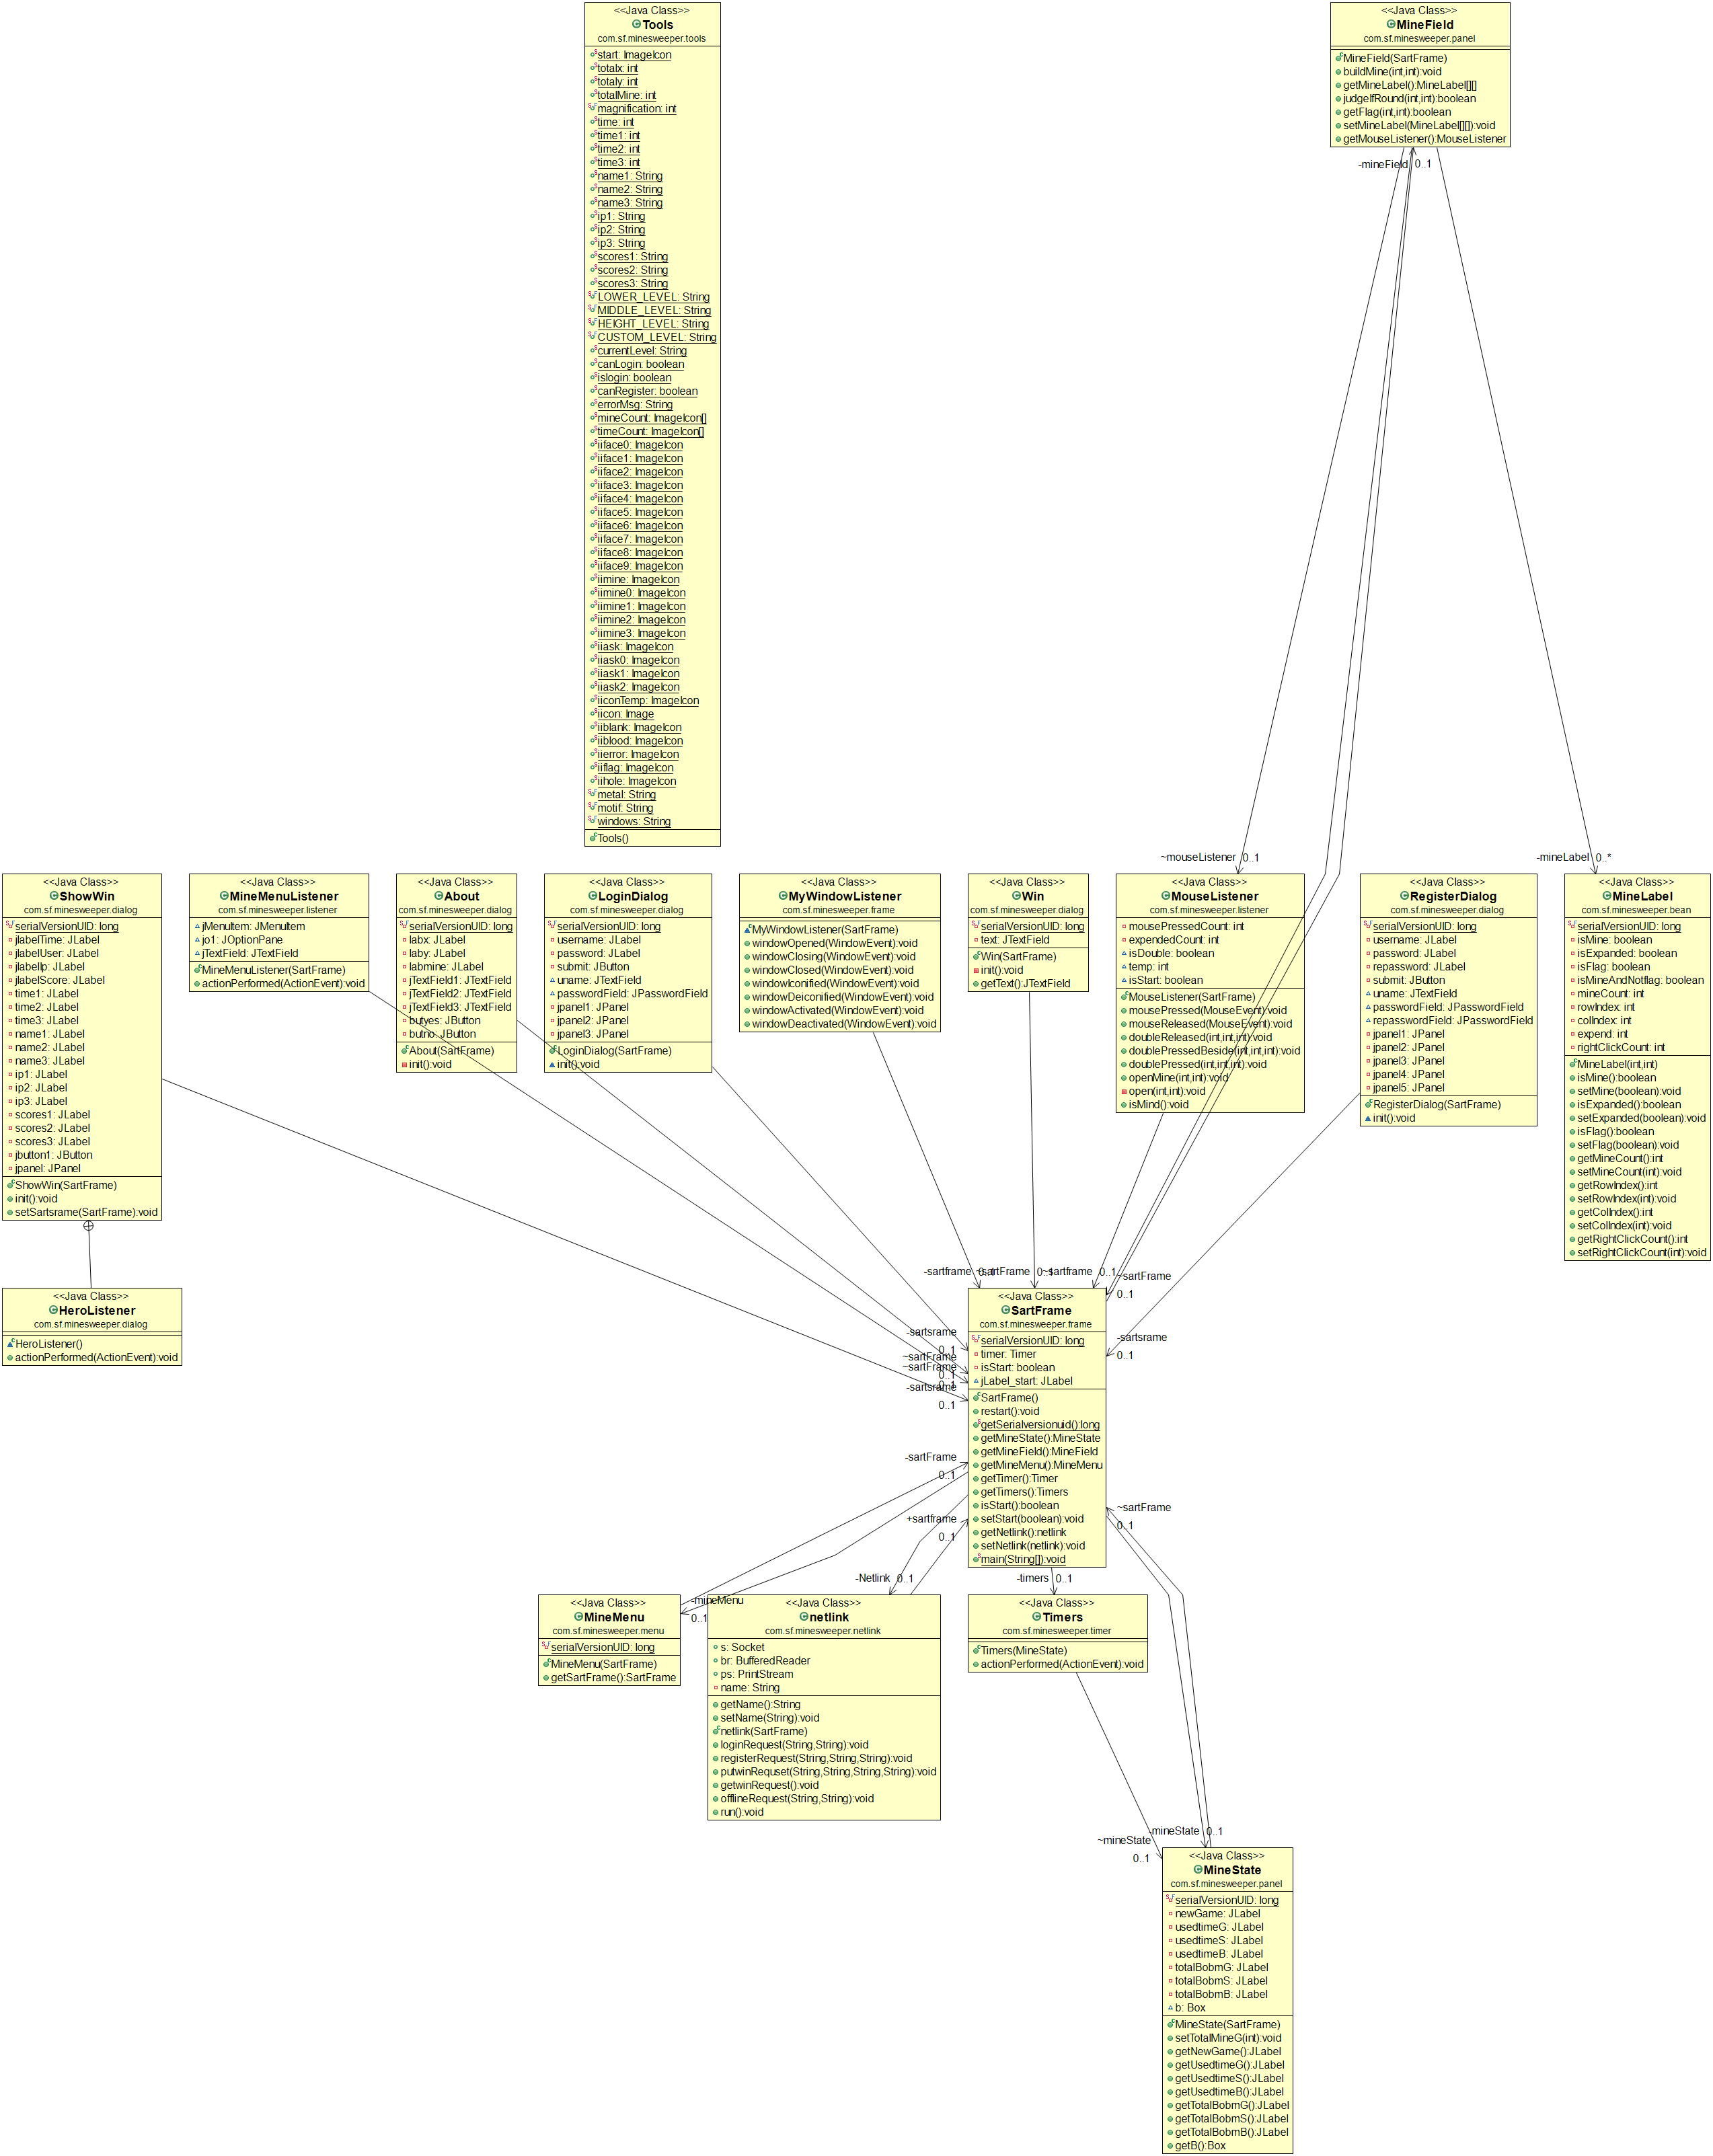 <<Java Class>>
Tools
com.sf.minesweeper.tools
start: ImageIcon
totalx: int
totaly: int
totalMine: int
magnification: int
time: int
time1: int
time2: int
time3: int
name1: String
name2: String
name3: String
ip1: String
ip2: String
ip3: String
scores1: String
scores2: String
scores3: String
LOWER_LEVEL: String
MIDDLE_LEVEL: String
HEIGHT_LEVEL: String
CUSTOM_LEVEL: String
currentLevel: String
canLogin: boolean
islogin: boolean
canRegister: boolean
errorMsg: String
mineCount: ImageIcon[]
timeCount: ImageIcon[]
iiface0: ImageIcon
iiface1: ImageIcon
iiface2: ImageIcon
iiface3: ImageIcon
iiface4: ImageIcon
iiface5: ImageIcon
iiface6: ImageIcon
iiface7: ImageIcon
iiface8: ImageIcon
iiface9: ImageIcon
iimine: ImageIcon
iimine0: ImageIcon
iimine1: ImageIcon
iimine2: ImageIcon
iimine3: ImageIcon
iiask: ImageIcon
iiask0: ImageIcon
iiask1: ImageIcon
iiask2: ImageIcon
iiconTemp: ImageIcon
iicon: Image
iiblank: ImageIcon
iiblood: ImageIcon
iierror: ImageIcon
iiflag: ImageIcon
iihole: ImageIcon
metal: String
motif: String
windows: String
Tools()
<<Java Class>>
MineField
com.sf.minesweeper.panel
MineField(SartFrame)
buildMine(int,int):void
getMineLabel():MineLabel[][]
judgeIfRound(int,int):boolean
getFlag(int,int):boolean
setMineLabel(MineLabel[][]):void
getMouseListener():MouseListener
-mineField 0..1
~mouseListener 0..1
-mineLabel 0..*
<<Java Class>>
ShowWin
com.sf.minesweeper.dialog
serialVersionUID: long
jlabelTime: JLabel
jlabelUser: JLabel
jlabelIp: JLabel
jlabelScore: JLabel
time1: JLabel
time2: JLabel
time3: JLabel
name1: JLabel
name2: JLabel
name3: JLabel
ip1: JLabel
ip2: JLabel
ip3: JLabel
scores1: JLabel
scores2: JLabel
scores3: JLabel
jbutton1: JButton
jpanel: JPanel
ShowWin(SartFrame)
init():void
setSartsrame(SartFrame):void
<<Java Class>>
MineMenuListener
com.sf.minesweeper.listener
jMenuItem: JMenuItem
jo1: JOptionPane
jTextField: JTextField
MineMenuListener(SartFrame)
actionPerformed(ActionEvent):void
<<Java Class>>
About
com.sf.minesweeper.dialog
serialVersionUID: long
labx: JLabel
laby: JLabel
labmine: JLabel
jTextField1: JTextField
jTextField2: JTextField
jTextField3: JTextField
butyes: JButton
butno: JButton
About(SartFrame)
init():void
<<Java Class>>
LoginDialog
com.sf.minesweeper.dialog
serialVersionUID: long
username: JLabel
password: JLabel
submit: JButton
uname: JTextField
passwordField: JPasswordField
jpanel1: JPanel
jpanel2: JPanel
jpanel3: JPanel
LoginDialog(SartFrame)
init():void
<<Java Class>>
MyWindowListener
com.sf.minesweeper.frame
MyWindowListener(SartFrame)
windowOpened(WindowEvent):void
windowClosing(WindowEvent):void
windowClosed(WindowEvent):void
windowIconified(WindowEvent):void
windowDeiconified(WindowEvent):void
windowActivated(WindowEvent):void
windowDeactivated(WindowEvent):void
<<Java Class>>
Win
com.sf.minesweeper.dialog
serialVersionUID: long
text: JTextField
Win(SartFrame)
init():void
getText():JTextField
<<Java Class>>
MouseListener
com.sf.minesweeper.listener
mousePressedCount: int
expendedCount: int
isDouble: boolean
temp: int
isStart: boolean
MouseListener(SartFrame)
mousePressed(MouseEvent):void
mouseReleased(MouseEvent):void
doubleReleased(int,int,int):void
doublePressedBeside(int,int,int):void
doublePressed(int,int,int):void
openMine(int,int):void
open(int,int):void
isMind():void
<<Java Class>>
RegisterDialog
com.sf.minesweeper.dialog
serialVersionUID: long
username: JLabel
password: JLabel
repassword: JLabel
submit: JButton
uname: JTextField
passwordField: JPasswordField
repasswordField: JPasswordField
jpanel1: JPanel
jpanel2: JPanel
jpanel3: JPanel
jpanel4: JPanel
jpanel5: JPanel
RegisterDialog(SartFrame)
init():void
<<Java Class>>
MineLabel
com.sf.minesweeper.bean
serialVersionUID: long
isMine: boolean
isExpanded: boolean
isFlag: boolean
isMineAndNotflag: boolean
mineCount: int
rowIndex: int
colIndex: int
expend: int
rightClickCount: int
MineLabel(int,int)
isMine():boolean
setMine(boolean):void
isExpanded():boolean
setExpanded(boolean):void
isFlag():boolean
setFlag(boolean):void
getMineCount():int
setMineCount(int):void
getRowIndex():int
setRowIndex(int):void
getColIndex():int
setColIndex(int):void
getRightClickCount():int
setRightClickCount(int):void
<<Java Class>>
HeroListener
com.sf.minesweeper.dialog
HeroListener()
actionPerformed(ActionEvent):void
-sartframe 0..1
~sartFrame 0..1
~sartframe 0..1
~sartFrame
0..1
-sartsrame
0..1
-sartsrame
0..1
~sartFrame
0..1
~sartFrame
0..1
-sartsrame
0..1
<<Java Class>>
SartFrame
com.sf.minesweeper.frame
serialVersionUID: long
timer: Timer
isStart: boolean
jLabel_start: JLabel
SartFrame()
restart():void
getSerialversionuid():long
getMineState():MineState
getMineField():MineField
getMineMenu():MineMenu
getTimer():Timer
getTimers():Timers
isStart():boolean
setStart(boolean):void
getNetlink():netlink
setNetlink(netlink):void
main(String[]):void
-sartFrame
0..1
+sartframe
0..1
~sartFrame
0..1
-Netlink 0..1
-timers 0..1
-mineMenu
0..1
<<Java Class>>
MineMenu
com.sf.minesweeper.menu
serialVersionUID: long
MineMenu(SartFrame)
getSartFrame():SartFrame
<<Java Class>>
netlink
com.sf.minesweeper.netlink
s: Socket
br: BufferedReader
ps: PrintStream
name: String
getName():String
setName(String):void
netlink(SartFrame)
loginRequest(String,String):void
registerRequest(String,String,String):void
putwinRequset(String,String,String,String):void
getwinRequest():void
offlineRequest(String,String):void
run():void
<<Java Class>>
Timers
com.sf.minesweeper.timer
Timers(MineState)
actionPerformed(ActionEvent):void
-mineState 0..1
~mineState
0..1
<<Java Class>>
MineState
com.sf.minesweeper.panel
serialVersionUID: long
newGame: JLabel
usedtimeG: JLabel
usedtimeS: JLabel
usedtimeB: JLabel
totalBobmG: JLabel
totalBobmS: JLabel
totalBobmB: JLabel
b: Box
MineState(SartFrame)
setTotalMineG(int):void
getNewGame():JLabel
getUsedtimeG():JLabel
getUsedtimeS():JLabel
getUsedtimeB():JLabel
getTotalBobmG():JLabel
getTotalBobmS():JLabel
getTotalBobmB():JLabel
getB():Box